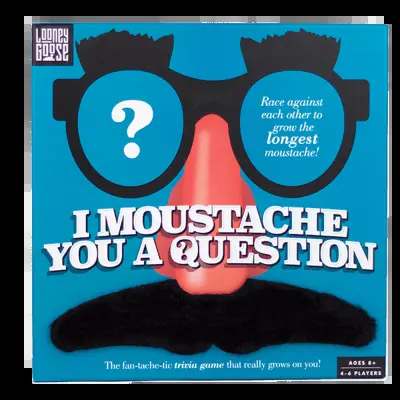 LOONEY
GOOSE
?
Race against
each other to
grow the
longest
moustache!
I MOUSTACHE
YOU A QUESTION
The fan-tache-tic trivia game that really grows on you!
AGES 8+
4-6 PLAYERS